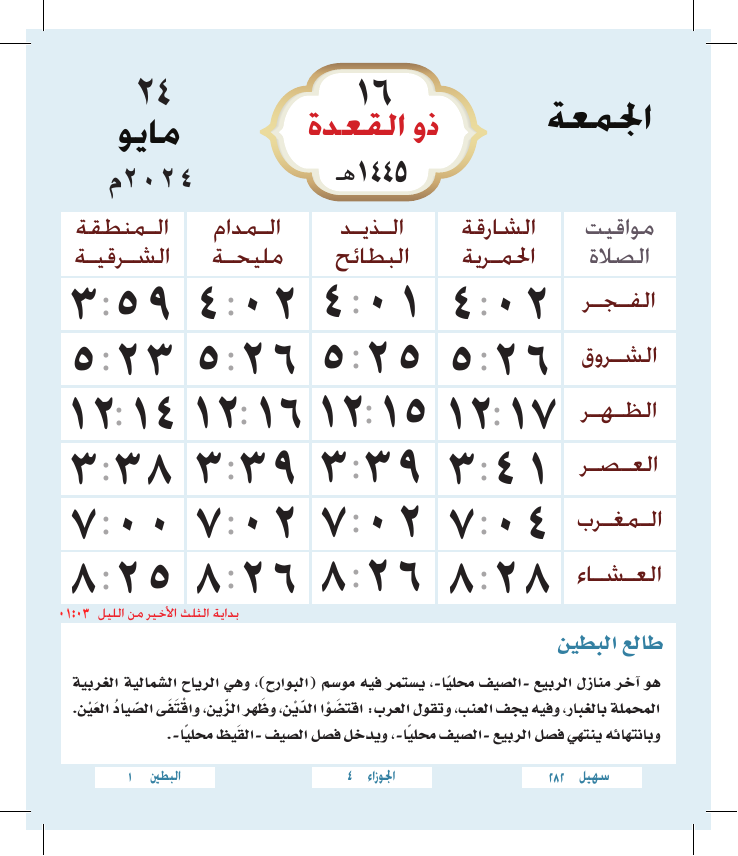 الجمعة
١٦
ذو القعدة
١٤٤٥هـ
٢٤
مايو
٢٠٢٤م
مواقيت الصلاة
الشارقة الحمرية
الذيد البطائح
المدام مليحة
المنطقة الشرقية
الفجر ٤:٠٢ ٤:٠١ ٤:٠٢ ٣:٥٩
الشروق ٥:٢٦ ٥:٢٥ ٥:٢٦ ٥:٢٣
الظهر ١٢:١٧ ١٢:١٥ ١٢:١٦ ١٢:١٤
العصر ٣:٤١ ٣:٣٩ ٣:٣٩ ٣:٣٨
المغرب ٧:٠٤ ٧:٠٢ ٧:٠٢ ٧:٠٠
العشاء ٨:٢٨ ٨:٢٦ ٨:٢٦ ٨:٢٥
بداية الثلث الأخير من الليل ٠١:٠٣
طالع البطين
هو آخر منازل الربيع -الصيف محليًا-، يستمر فيه موسم (البوارح)، وهي الرياح الشمالية الغربية
المحملة بالغبار، وفيه يجف العنب، وتقول العرب: اقتضَوْا الدّيْن، وظَهر الزّين، واقْتَفَى الصّيادُ العَيْن.
وبانتهائه ينتهي فصل الربيع -الصيف محليًا-، ويدخل فصل الصيف -القَيظ محليًا-.
سهيل ٢٨٢
الجوزاء ٤
البطين ١